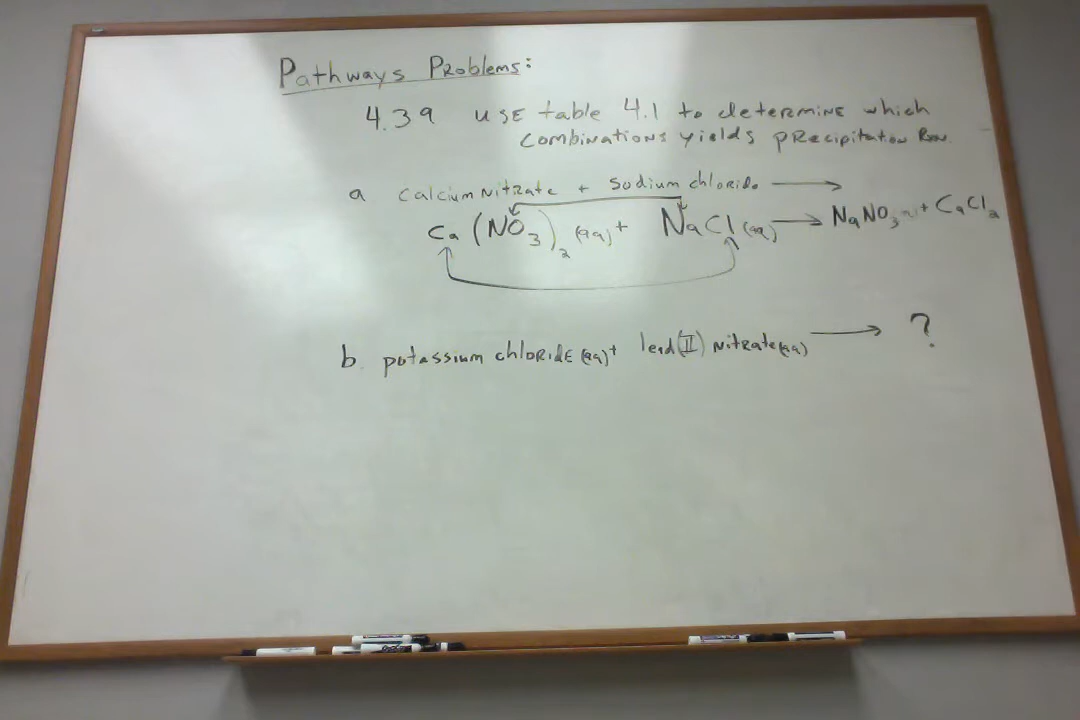 Pathways Problems:
4.39 USE table 4.1 to determine which
combinations yields precipitation Rxn.
a calcium nitrate + sodium chloride →
Ca(NO3)2 (aq) + NaCl (aq) → NaNO3 + CaCl2
b. potassium chloride (aq) + lead (II) nitrate (aq) → ?